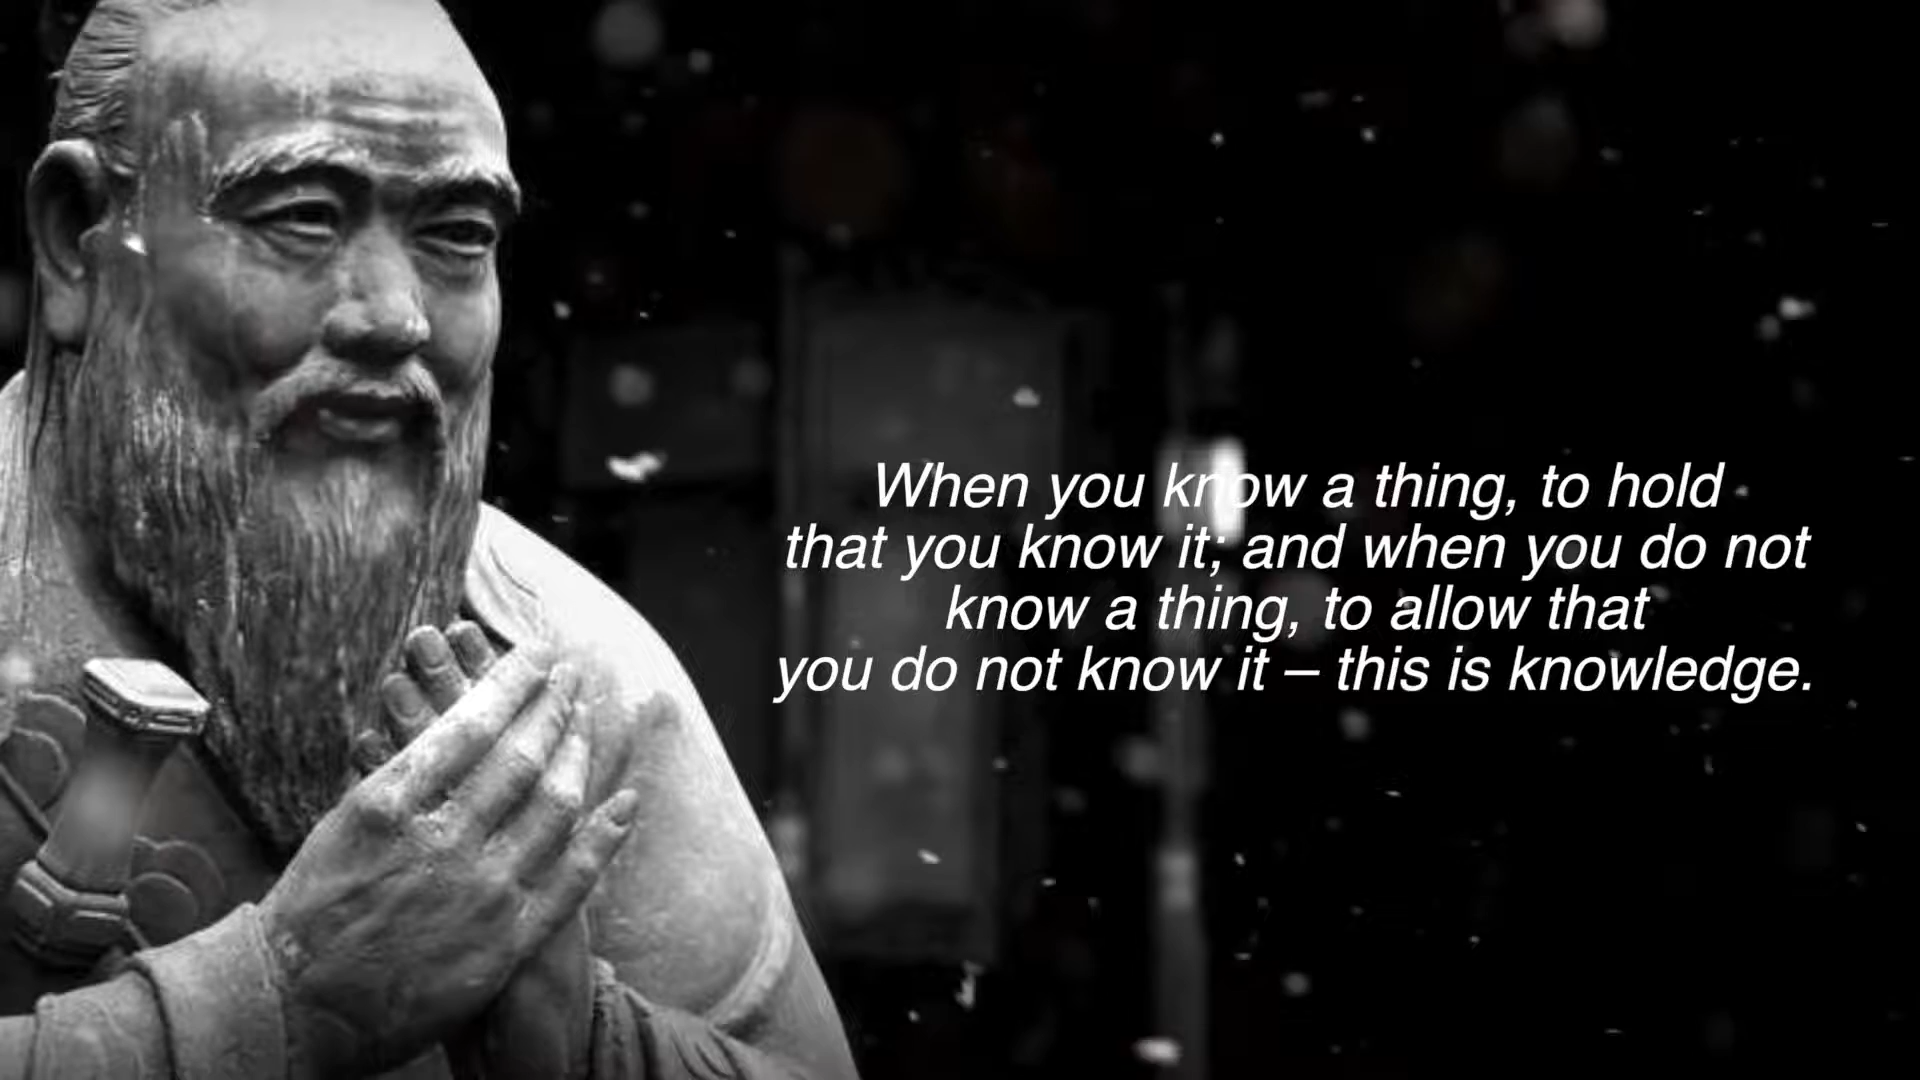 When you know a thing, to hold
that you know it; and when you do not
know a thing, to allow that
you do not know it – this is knowledge.